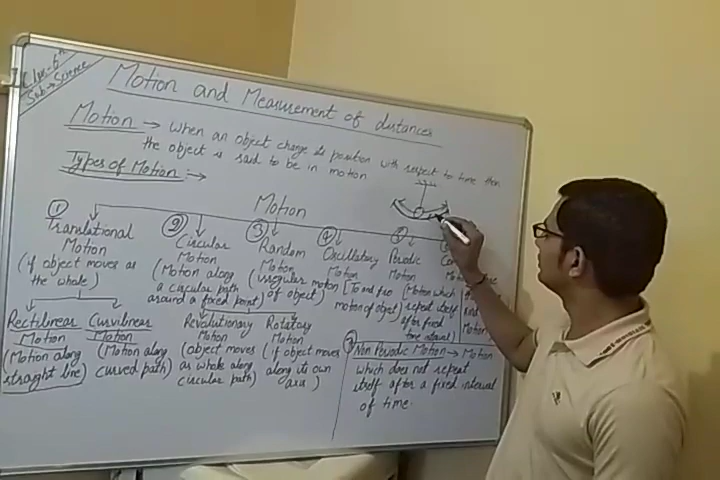 Class-6th
Sub→Science
Motion and Measurment of distances
Motion → When an object change its position with respect to time then
the object is said to be in motion
Types of Motion :→
Motion
① Translational
Motion
(if object moves as
the whole)
Rectilinear
Motion
(Motion along
straight line)
Curvilinear
Motion
(Motion along
curved path)
② Circular
Motion
(Motion along
a circular path
around a fixed point)
Revolutionary
Motion
(object moves
as whole along
circular path)
Rotatory
Motion
(if object moves
along its own
axis)
③ Random
Motion
(irregular motion
of object)
④ Oscillatory
Motion
[To and fro
motion of object]
⑤ Periodic
Motion
[Motion which
repeat itself
after fixed
time interval]
Motion
⑦ Non Periodic Motion → Motion
which does not repeat
itself after a fixed interval
of time.